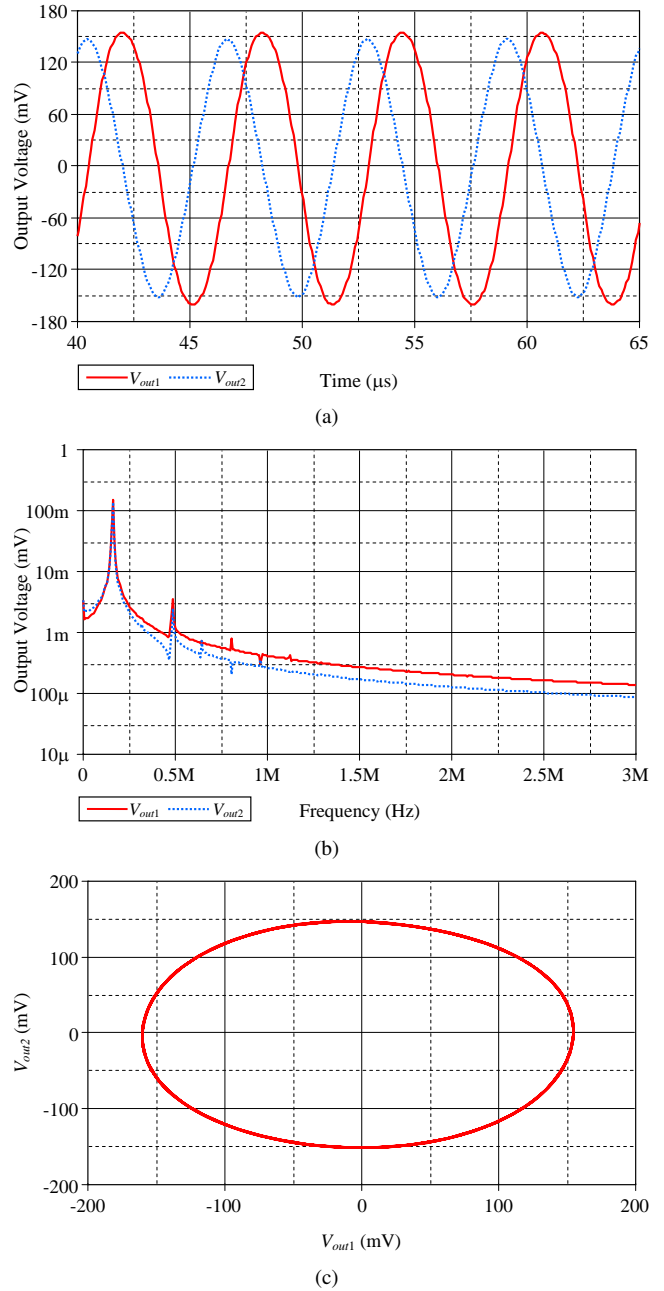 180
120
60
0
-60
-120
-180
Output Voltage (mV)
40 45 50 55 60 65
Vout1 Vout2
Time (µs)
(a)
1
100m
10m
1m
100µ
10µ
Output Voltage (mV)
0 0.5M 1M 1.5M 2M 2.5M 3M
Vout1 Vout2
Frequency (Hz)
(b)
200
100
0
-100
-200
Vout2 (mV)
-200 -100 0 100 200
Vout1 (mV)
(c)